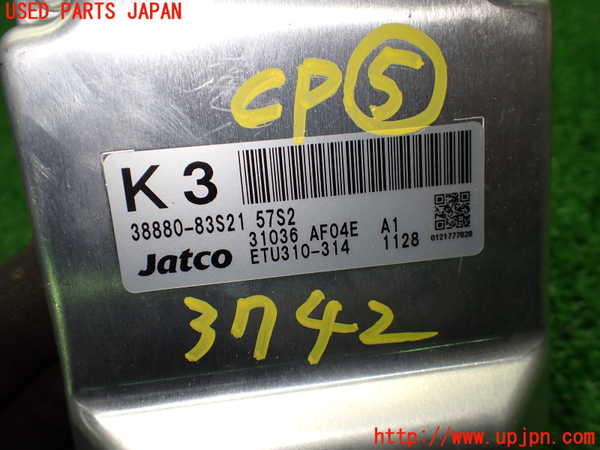 USED PARTS JAPAN
CP⑤
K3
38880-83S21 57S2
31036 AF04E A1
Jatco ETU310-314 1128
0121777020
3742
http://www.upjpn.com/